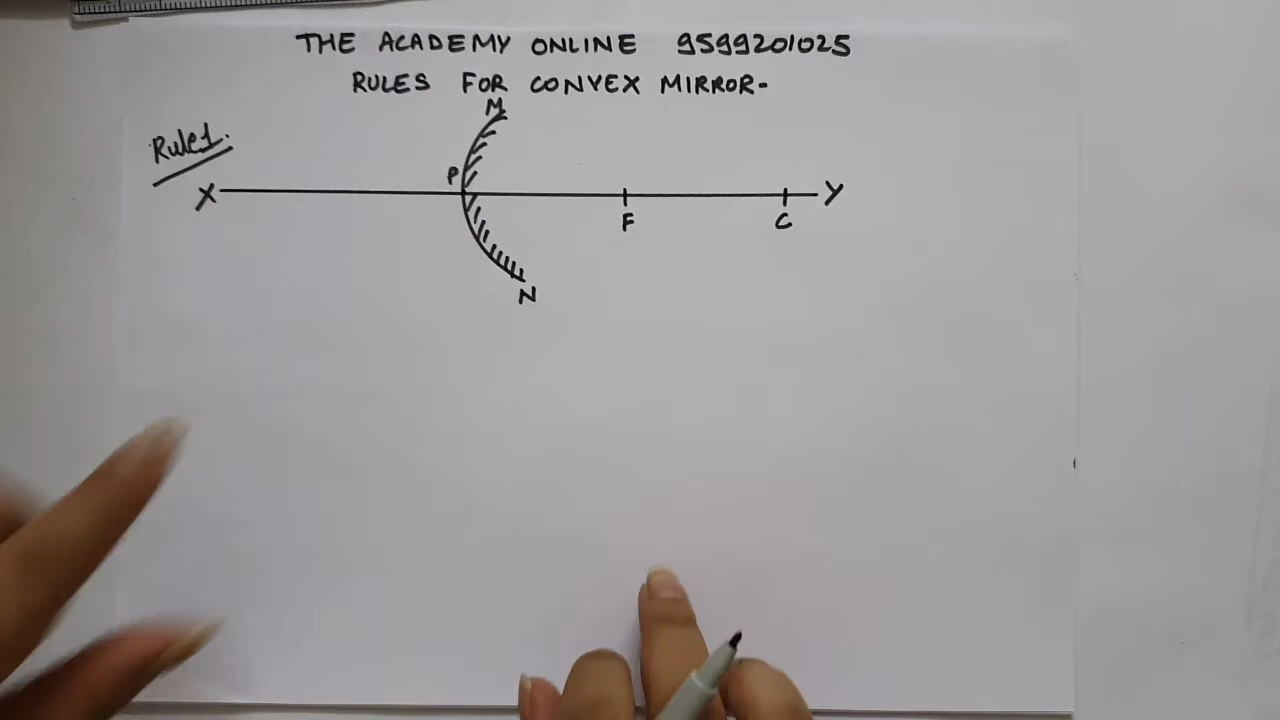 THE ACADEMY ONLINE 9599201025
RULES FOR CONVEX MIRROR-
M
Rule1.
P
X
Y
F
C
N